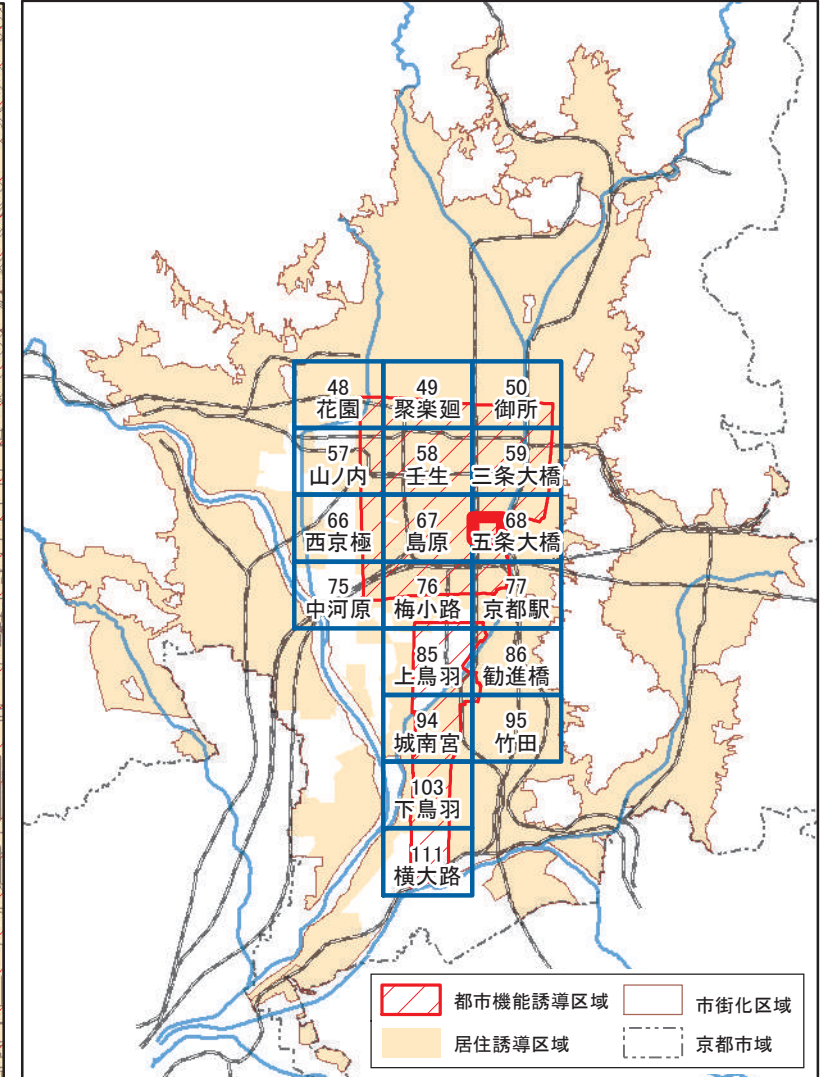 48
花園
49
聚楽廻
50
御所
57
山ノ内
58
壬生
59
三条大橋
66
西京極
67
島原
68
五条大橋
75
中河原
76
梅小路
77
京都駅
85
上鳥羽
86
勧進橋
94
城南宮
95
竹田
103
下鳥羽
111
横大路
都市機能誘導区域
市街化区域
居住誘導区域
京都市域